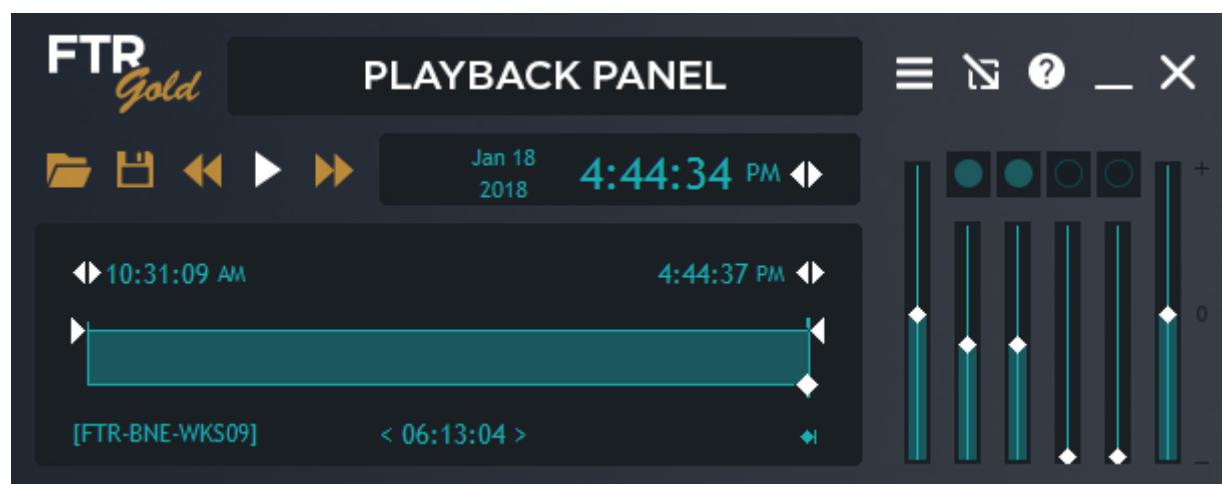 FTR
Gold
PLAYBACK PANEL
?
Jan 18
2018
4:44:34 PM
+
10:31:09 AM
4:44:37 PM
0
[FTR-BNE-WKS09]
< 06:13:04 >
–